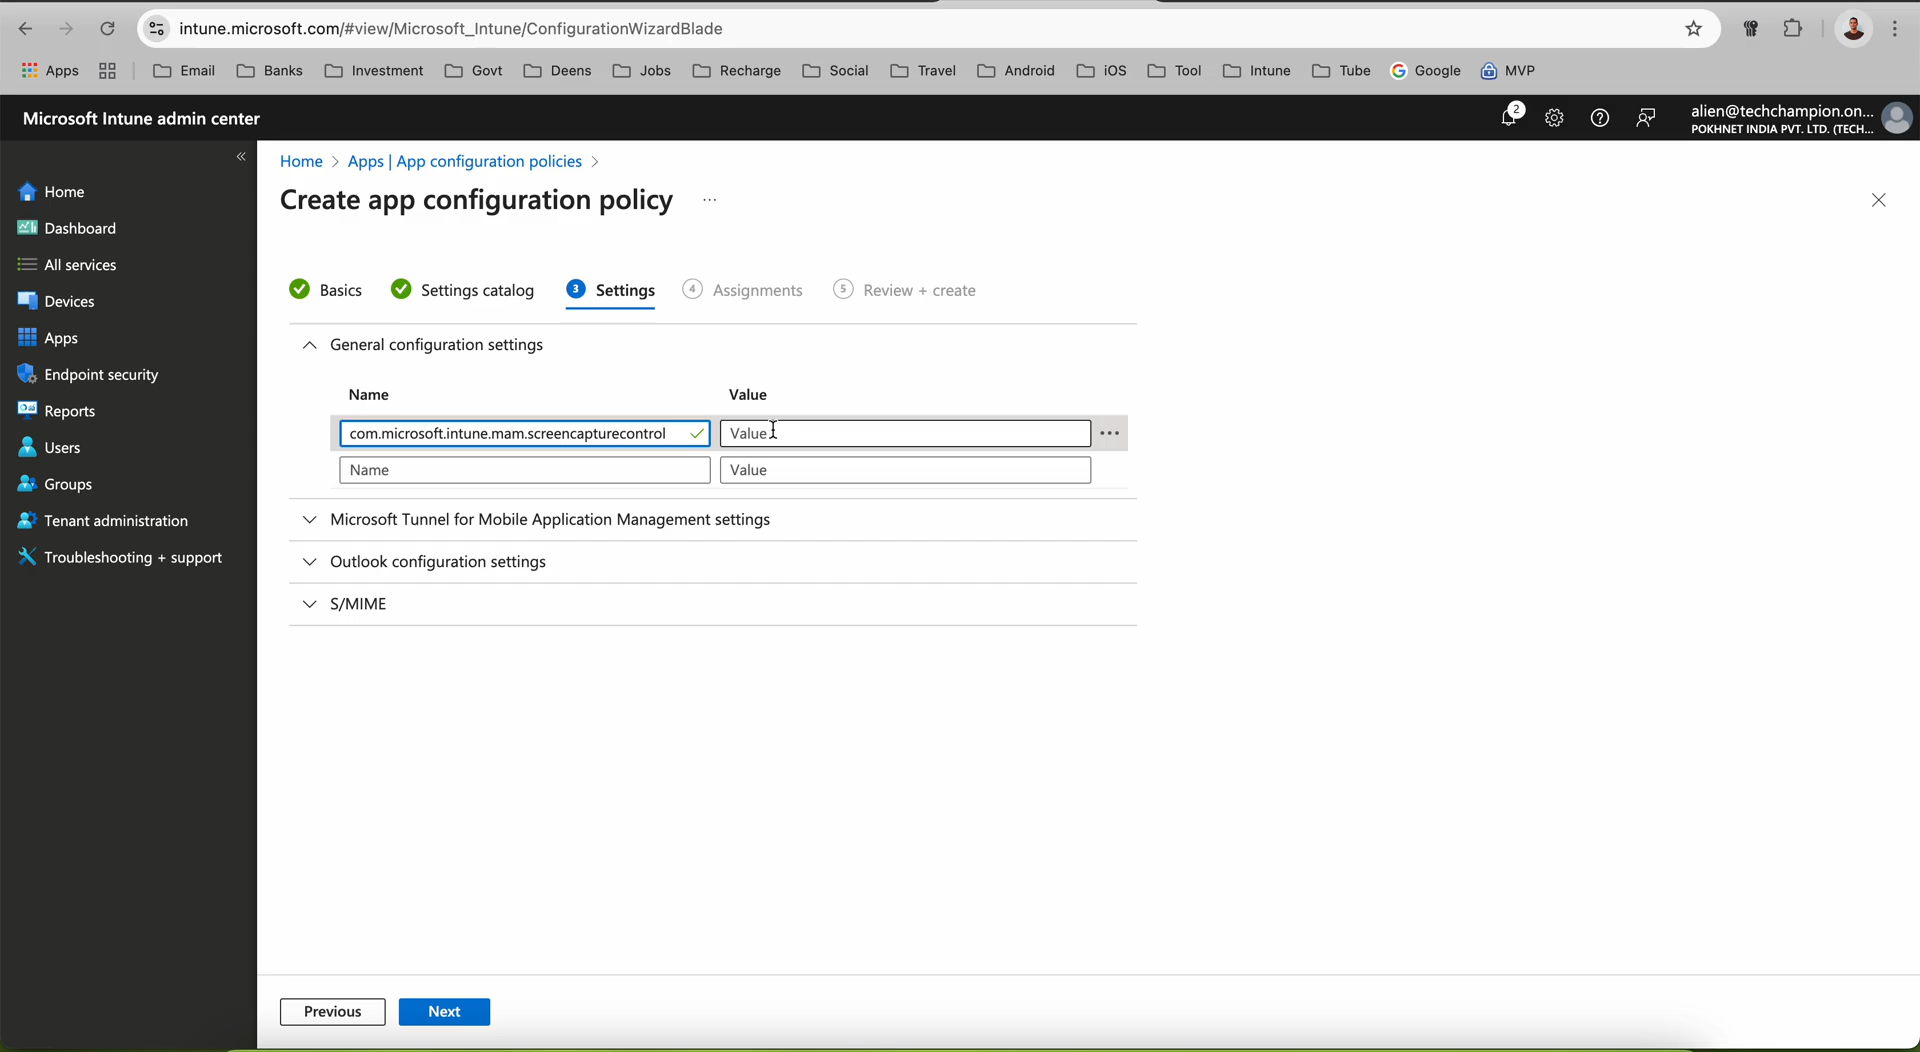 intune.microsoft.com/#view/Microsoft_Intune/ConfigurationWizardBlade
Apps Email Banks Investment Govt Deens Jobs Recharge Social Travel Android iOS Tool Intune Tube Google MVP
Microsoft Intune admin center
2
alien@techchampion.on...
POKHNET INDIA PVT. LTD. (TECH...
Home
Dashboard
All services
Devices
Apps
Endpoint security
Reports
Users
Groups
Tenant administration
Troubleshooting + support
Home > Apps | App configuration policies >
Create app configuration policy ...
Basics Settings catalog 3 Settings 4 Assignments 5 Review + create
General configuration settings
Name Value
com.microsoft.intune.mam.screencapturecontrol Value
Name Value
Microsoft Tunnel for Mobile Application Management settings
Outlook configuration settings
S/MIME
Previous Next